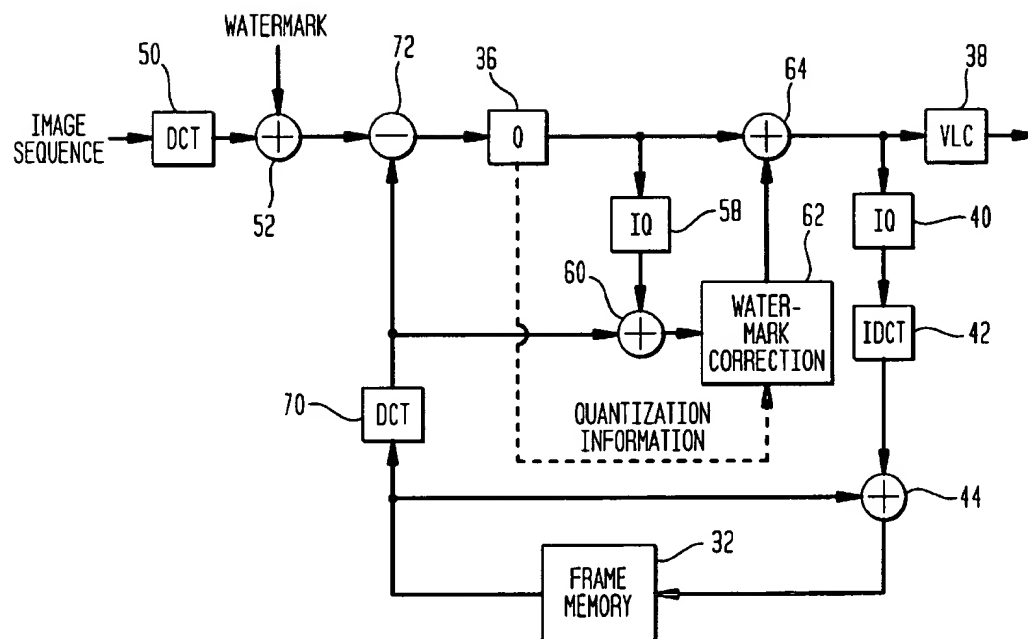 WATERMARK
50
72
36
64
38
IMAGE
SEQUENCE
DCT
+
−
Q
+
VLC
52
IQ
58
IQ
40
60
62
+
WATER-
MARK
CORRECTION
IDCT
42
70
DCT
QUANTIZATION
INFORMATION
+
44
32
FRAME
MEMORY